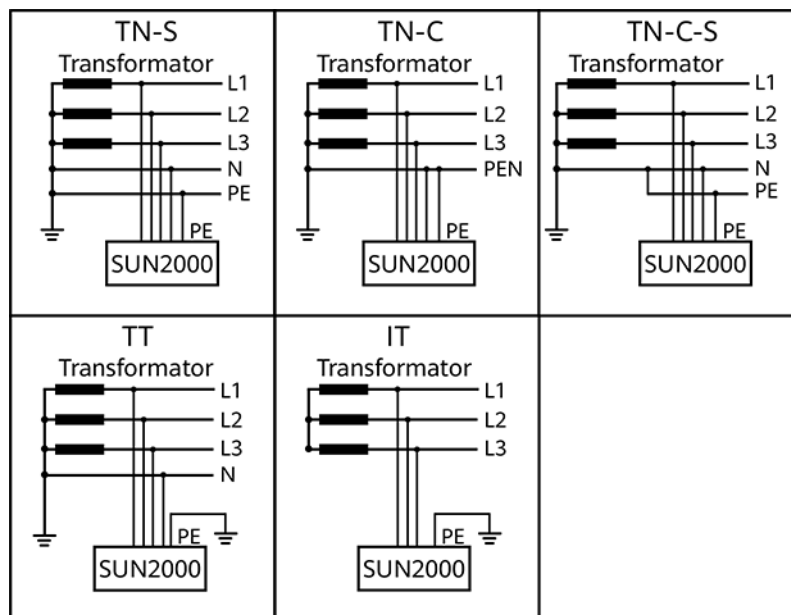 TN-S
Transformator
L1
L2
L3
N
PE
PE
SUN2000
TN-C
Transformator
L1
L2
L3
PEN
PE
SUN2000
TN-C-S
Transformator
L1
L2
L3
N
PE
PE
SUN2000
TT
Transformator
L1
L2
L3
N
PE
SUN2000
IT
Transformator
L1
L2
L3
PE
SUN2000